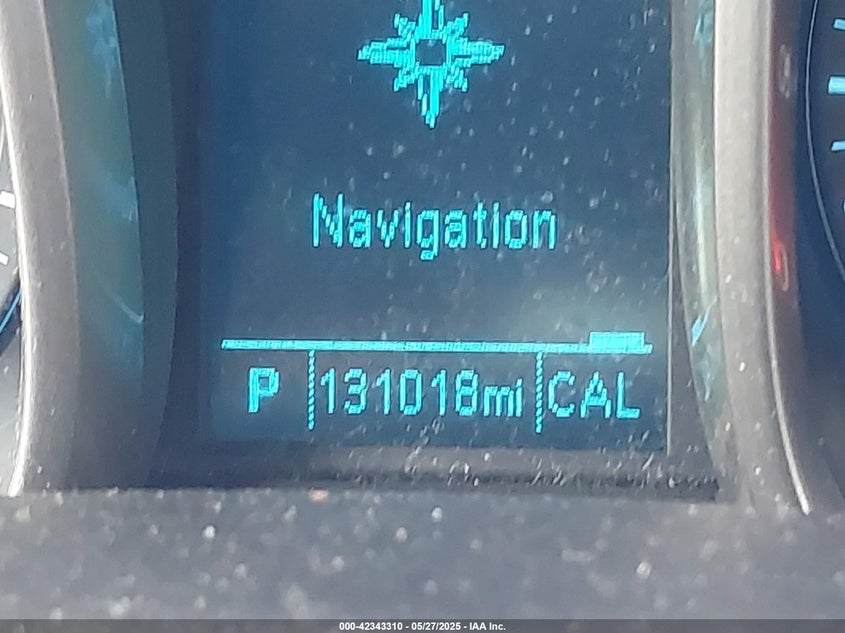 Navigation
P 131018mi CAL
000-42343310 - 05/27/2025 - IAA Inc.